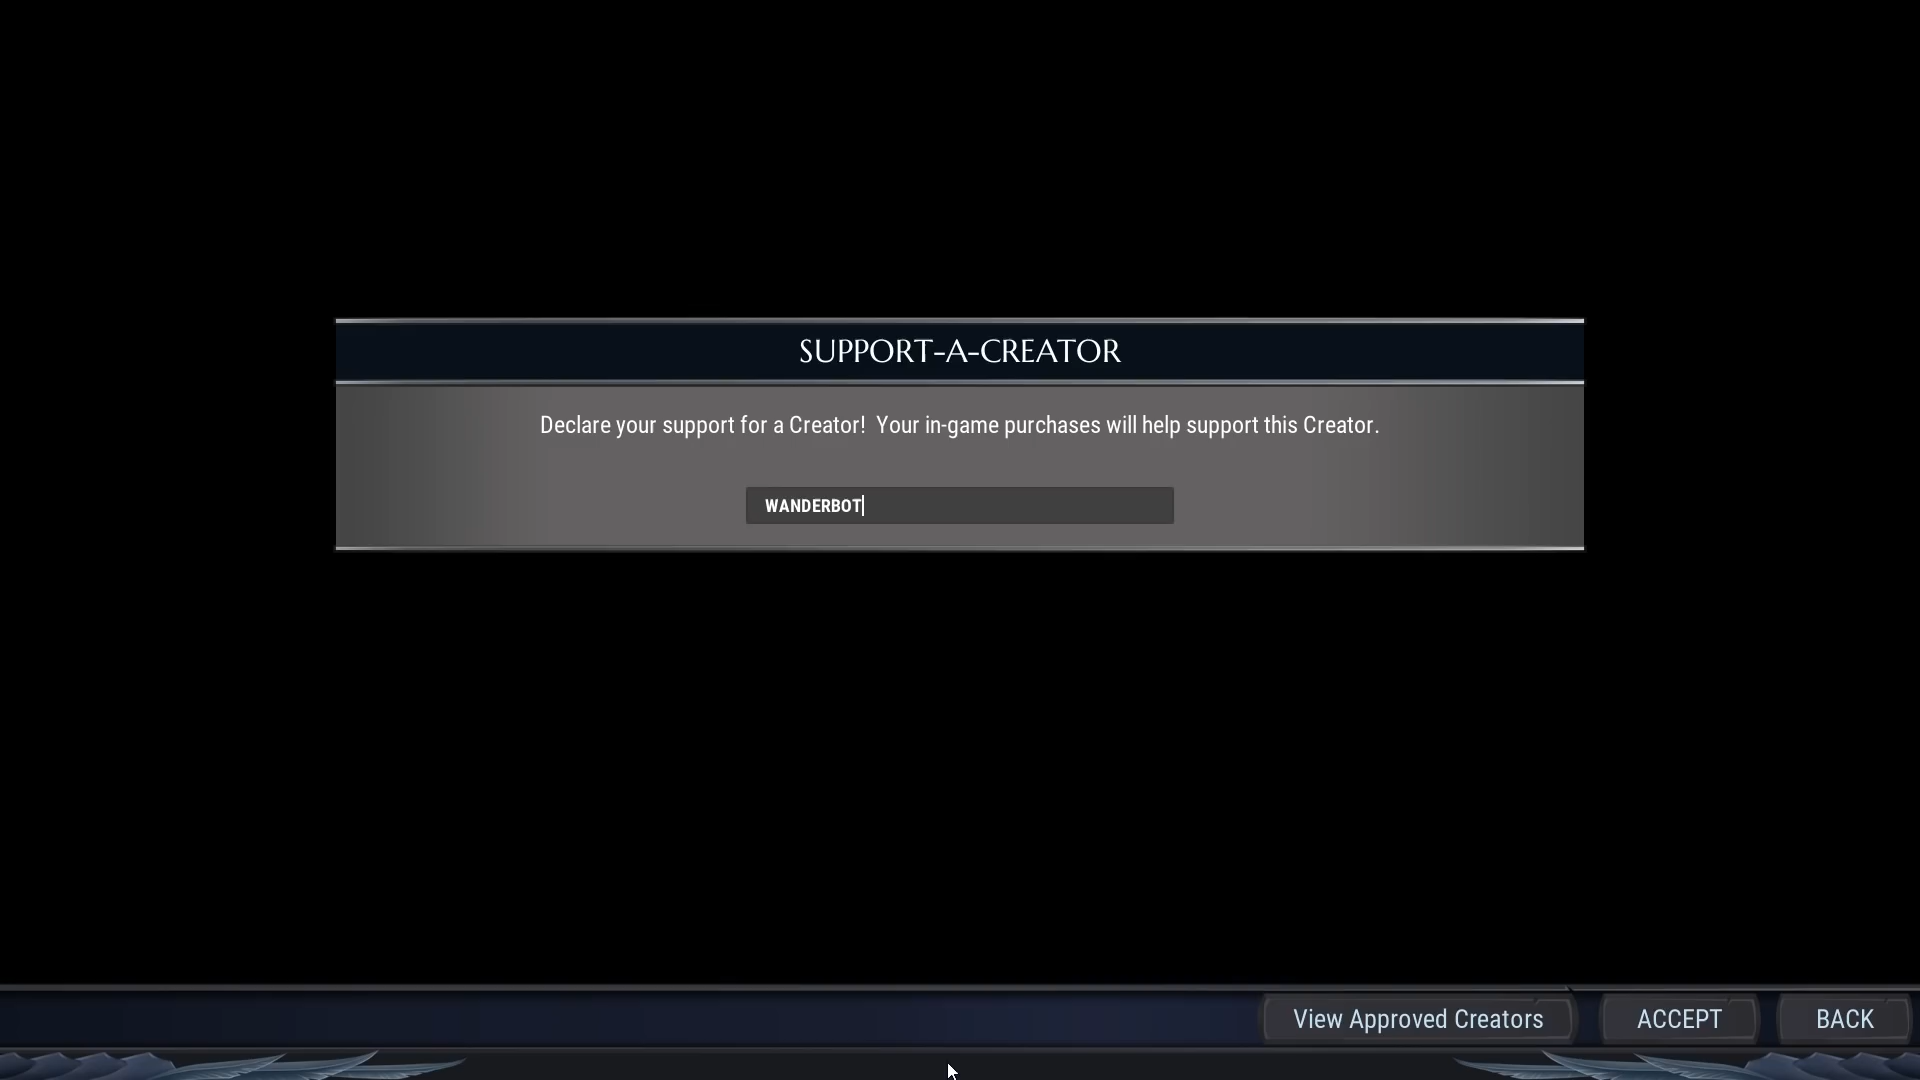 SUPPORT-A-CREATOR
Declare your support for a Creator!  Your in-game purchases will help support this Creator.
WANDERBOT
View Approved Creators
ACCEPT
BACK